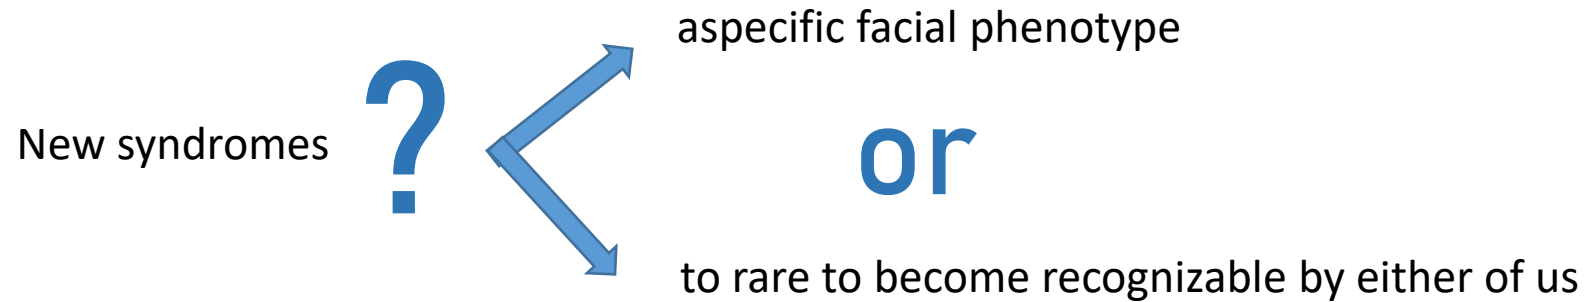 aspecific facial phenotype
New syndromes ?
or
to rare to become recognizable by either of us